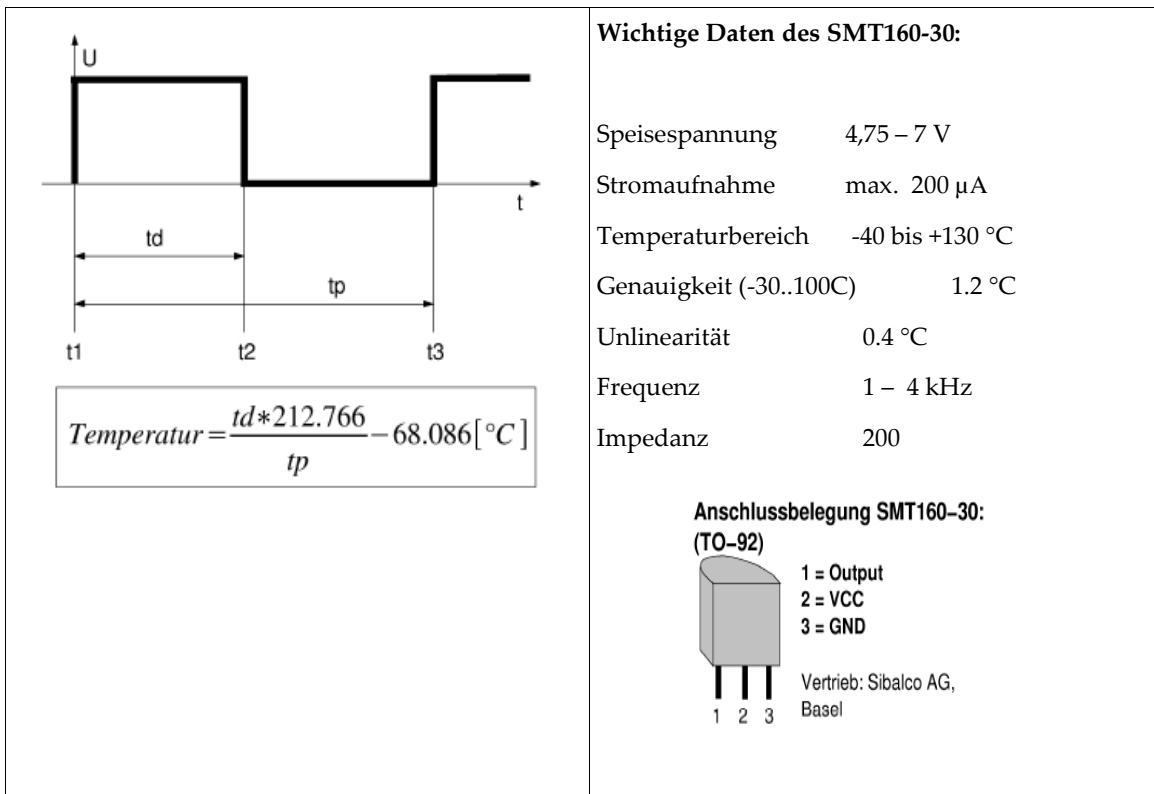 U
t
td
tp
t1 t2 t3
Temperatur = td*212.766 / tp − 68.086 [°C]
Wichtige Daten des SMT160-30:
Speisespannung 4,75 – 7 V
Stromaufnahme max. 200 µA
Temperaturbereich -40 bis +130 °C
Genauigkeit (-30..100C) 1.2 °C
Unlinearität 0.4 °C
Frequenz 1 – 4 kHz
Impedanz 200
Anschlussbelegung SMT160–30:
(TO–92)
1 = Output
2 = VCC
3 = GND
Vertrieb: Sibalco AG,
Basel
1 2 3